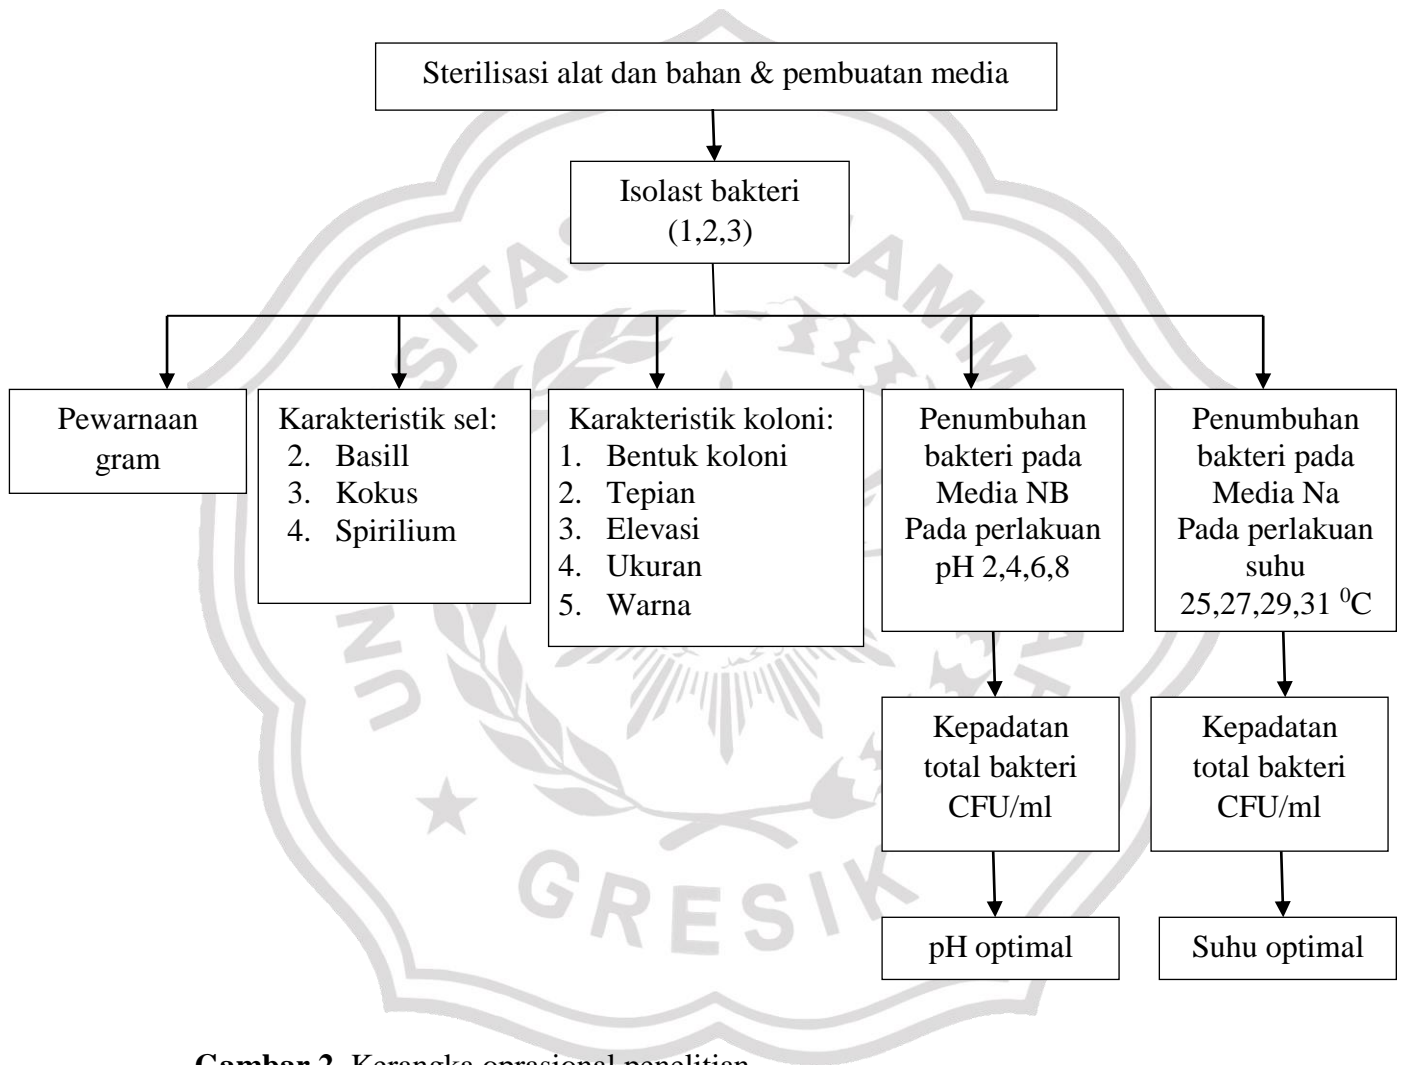 Sterilisasi alat dan bahan & pembuatan media
Isolast bakteri
(1,2,3)
Pewarnaan
gram
Karakteristik sel:
2. Basill
3. Kokus
4. Spirilium
Karakteristik koloni:
1. Bentuk koloni
2. Tepian
3. Elevasi
4. Ukuran
5. Warna
Penumbuhan
bakteri pada
Media NB
Pada perlakuan
pH 2,4,6,8
Penumbuhan
bakteri pada
Media Na
Pada perlakuan
suhu
25,27,29,31 ⁰C
Kepadatan
total bakteri
CFU/ml
Kepadatan
total bakteri
CFU/ml
pH optimal
Suhu optimal
GRESIK
Gambar 2. Kerangka oprasional penelitian